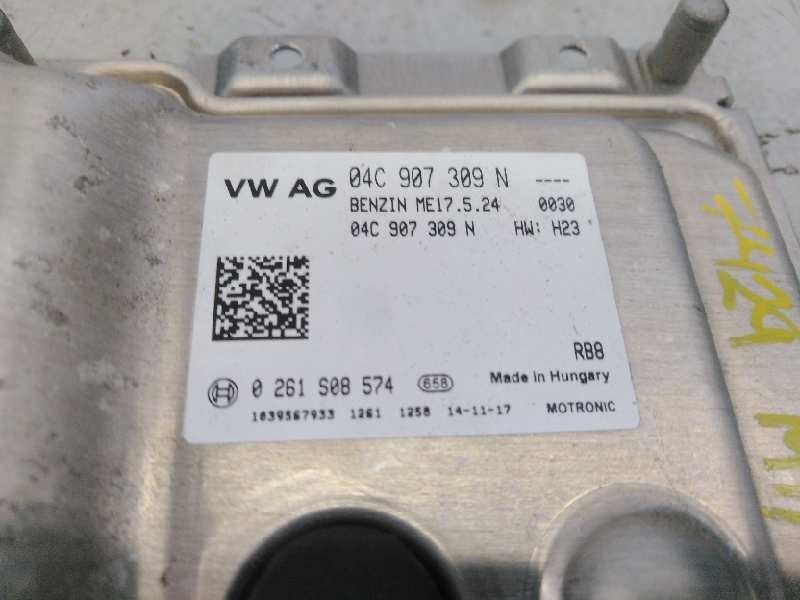 VW AG 04C 907 309 N ----
BENZIN ME17.5.24 0030
04C 907 309 N HW: H23
RB8
0 261 S08 574 658 Made in Hungary
1039567933 1261 1258 14-11-17 MOTRONIC
7429